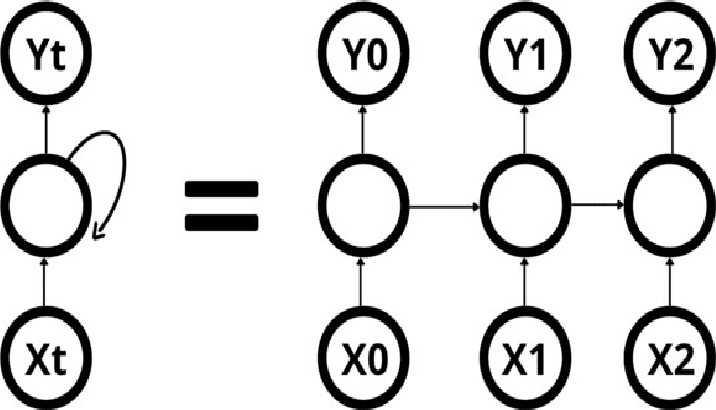 Yt
Y0 Y1 Y2
=
Xt
X0 X1 X2